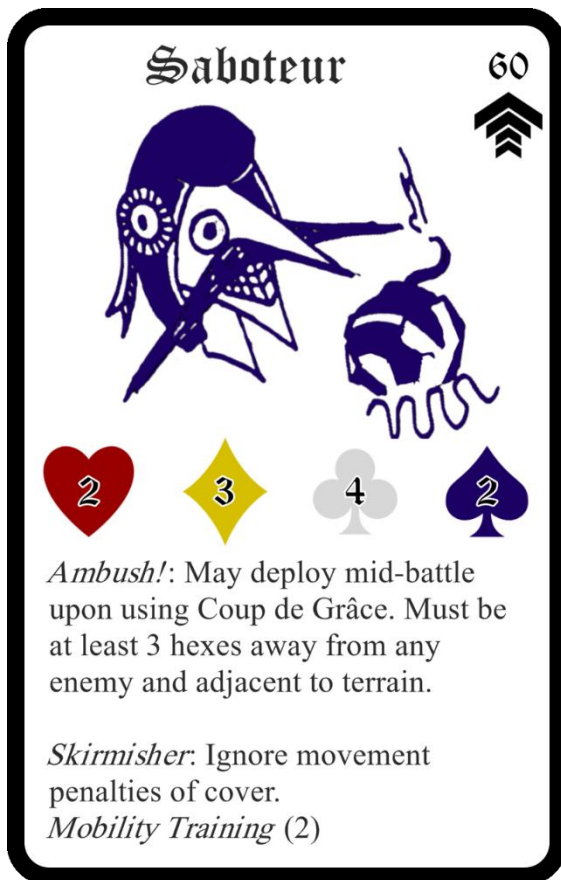 Saboteur
60
2
3
4
2
Ambush!: May deploy mid-battle
upon using Coup de Grâce. Must be
at least 3 hexes away from any
enemy and adjacent to terrain.
Skirmisher: Ignore movement
penalties of cover.
Mobility Training (2)